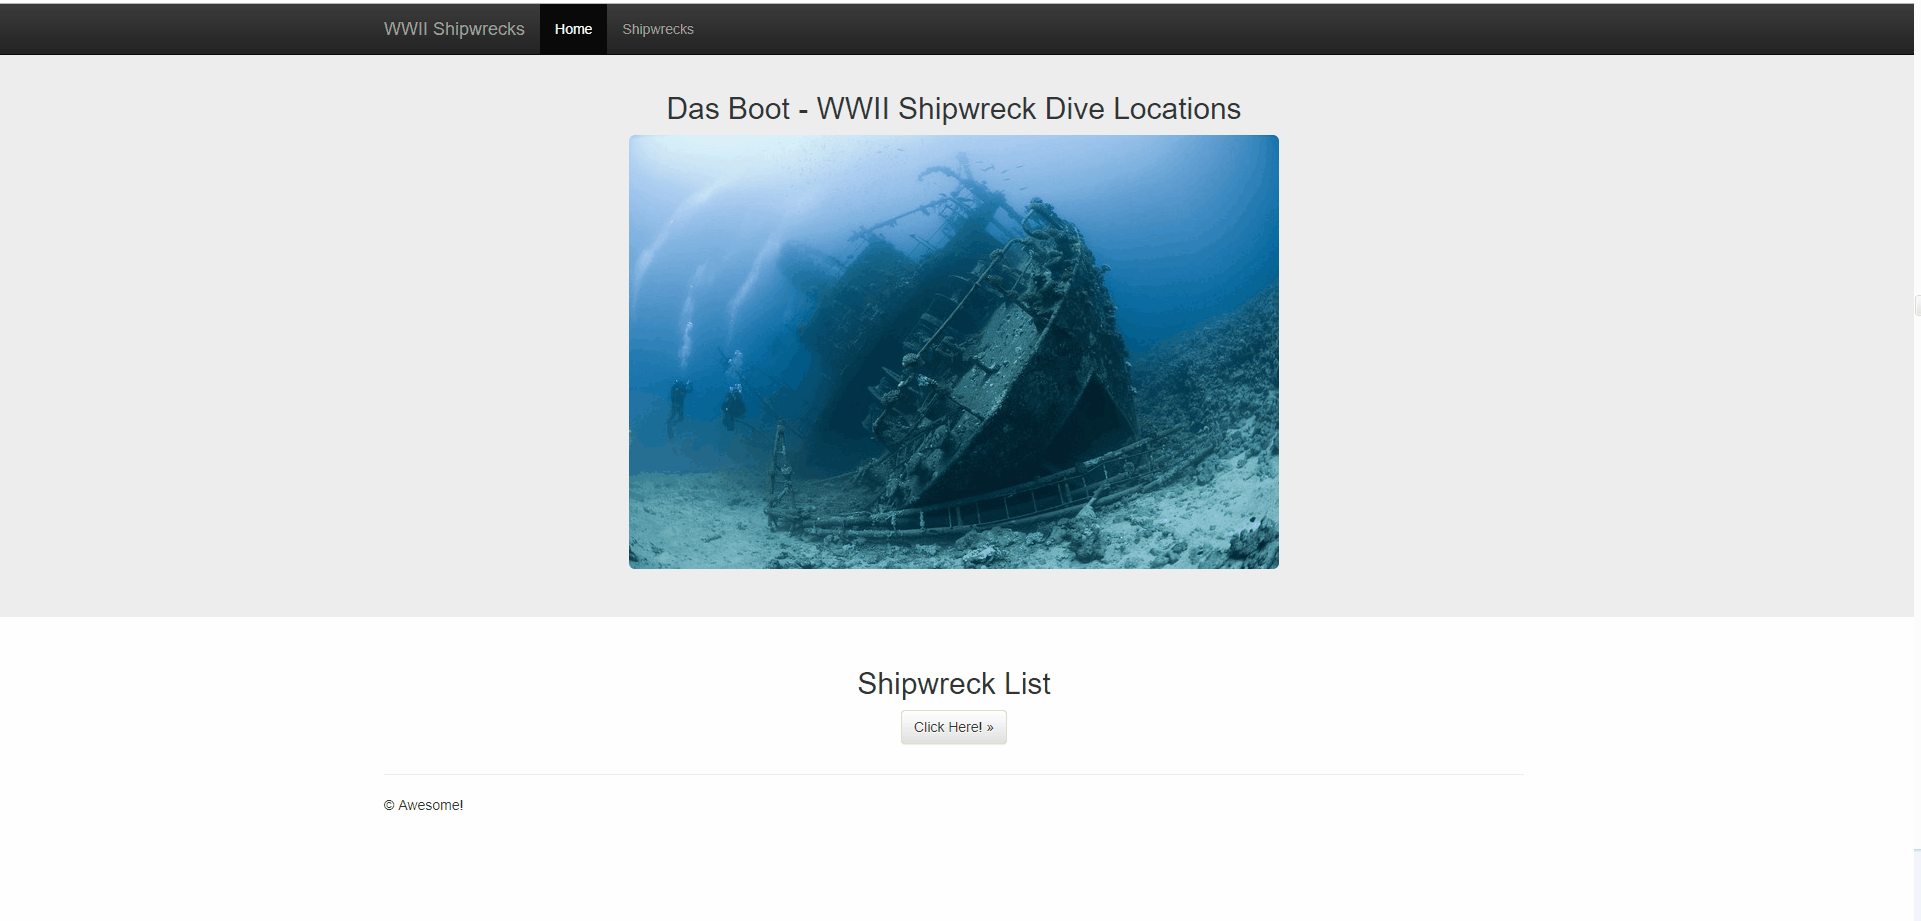 WWII Shipwrecks Home Shipwrecks
Das Boot - WWII Shipwreck Dive Locations
Shipwreck List
Click Here! »
© Awesome!